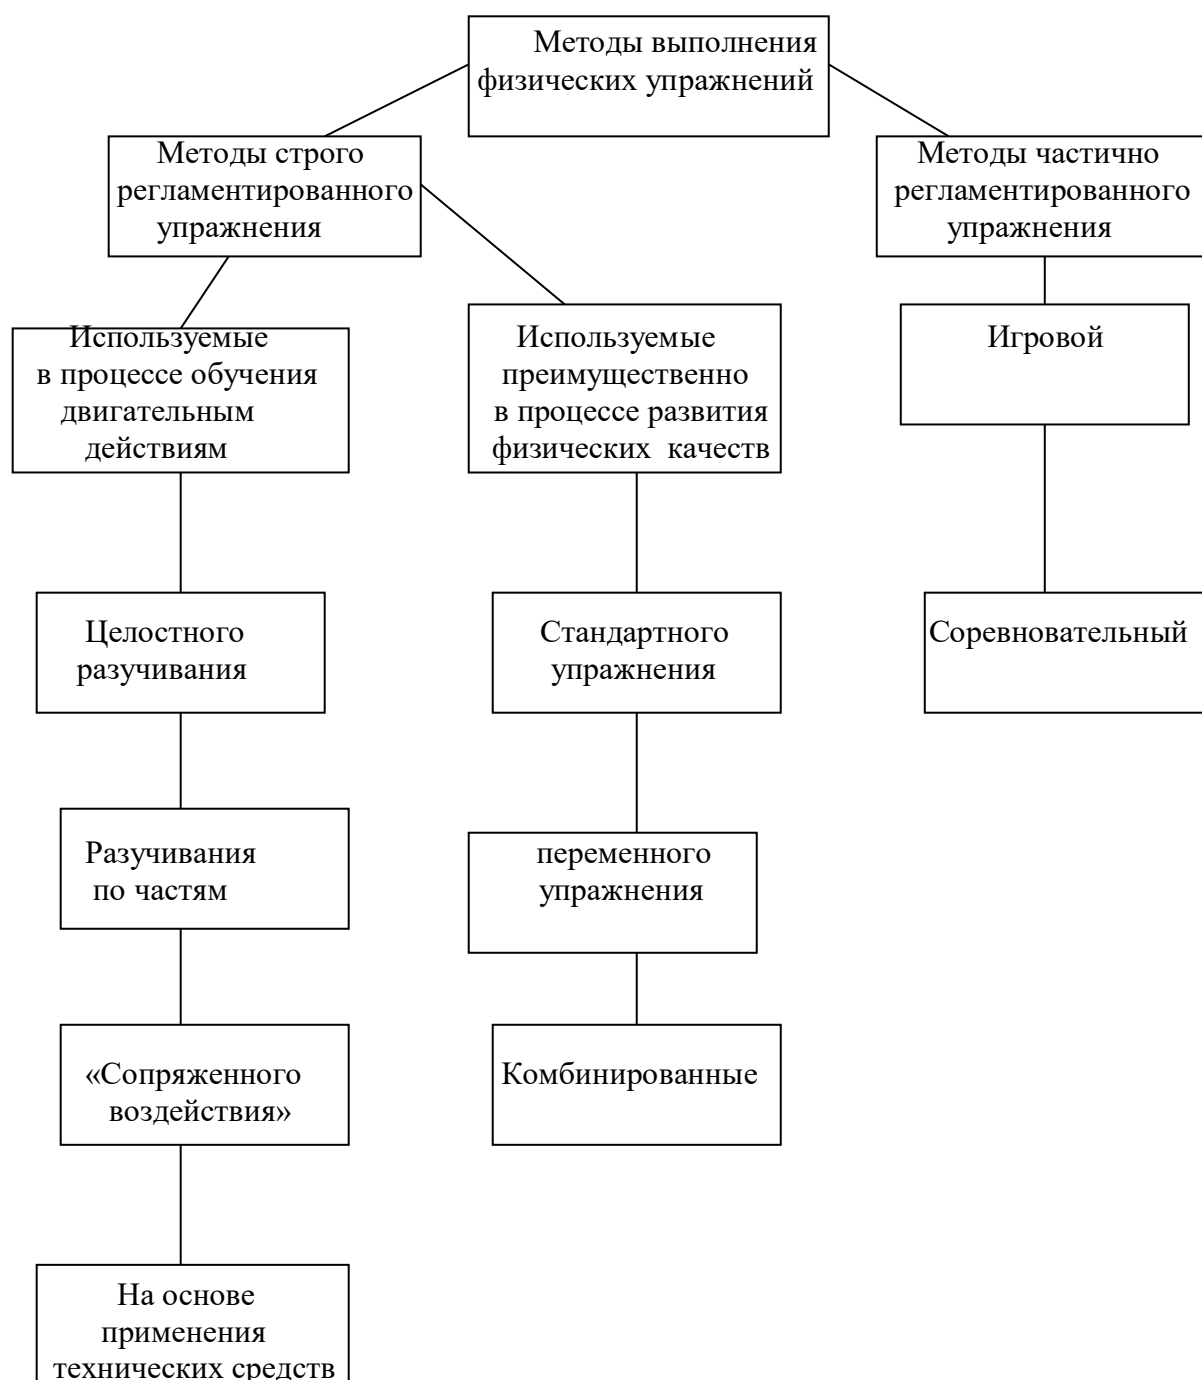 Методы выполнения
физических упражнений
Методы строго
регламентированного
упражнения
Методы частично
регламентированного
упражнения
Используемые
в процессе обучения
двигательным
действиям
Используемые
преимущественно
в процессе развития
физических качеств
Игровой
Целостного
разучивания
Стандартного
упражнения
Соревновательный
Разучивания
по частям
переменного
упражнения
«Сопряженного
воздействия»
Комбинированные
На основе
применения
технических средств